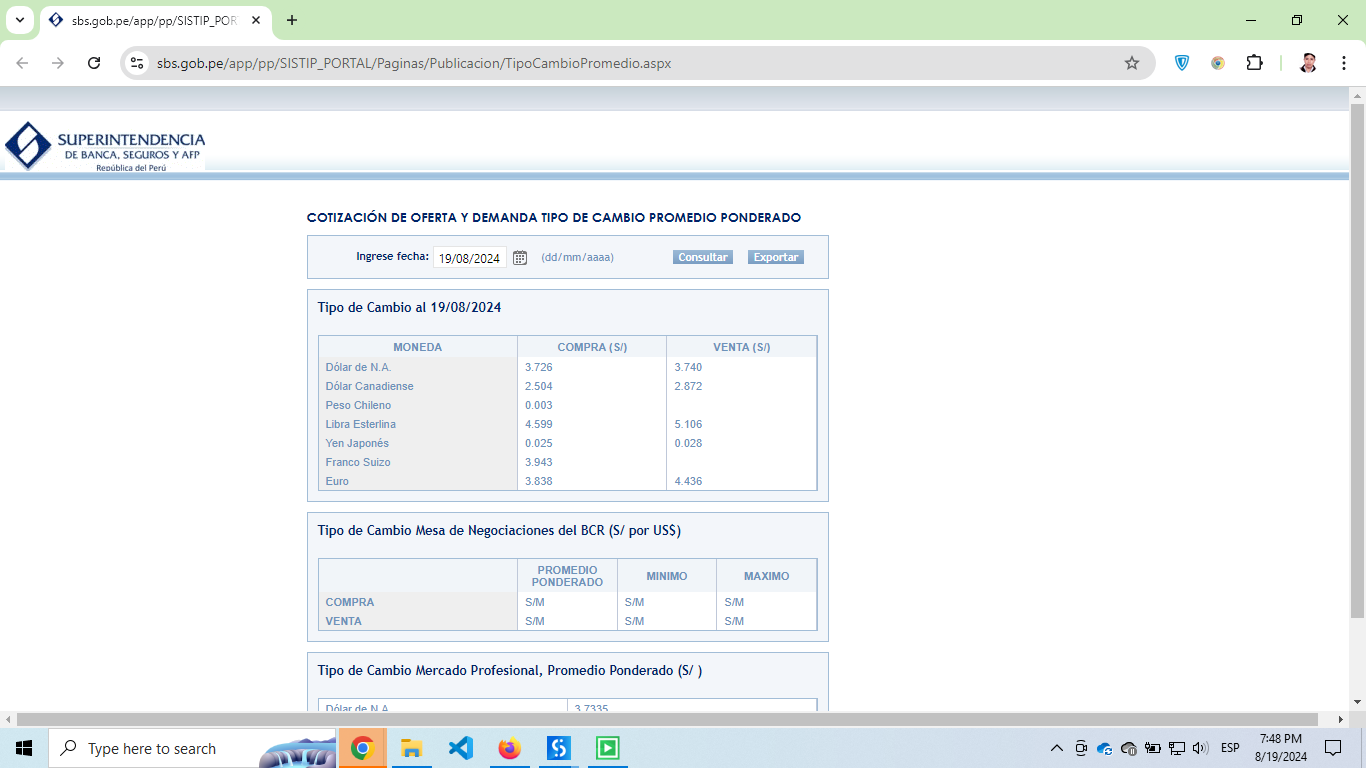 sbs.gob.pe/app/pp/SISTIP_POR
sbs.gob.pe/app/pp/SISTIP_PORTAL/Paginas/Publicacion/TipoCambioPromedio.aspx
SUPERINTENDENCIA
DE BANCA, SEGUROS Y AFP
República del Perú
COTIZACIÓN DE OFERTA Y DEMANDA TIPO DE CAMBIO PROMEDIO PONDERADO
Ingrese fecha: 19/08/2024 (dd/mm/aaaa) Consultar Exportar
Tipo de Cambio al 19/08/2024
MONEDA COMPRA (S/) VENTA (S/)
Dólar de N.A. 3.726 3.740
Dólar Canadiense 2.504 2.872
Peso Chileno 0.003
Libra Esterlina 4.599 5.106
Yen Japonés 0.025 0.028
Franco Suizo 3.943
Euro 3.838 4.436
Tipo de Cambio Mesa de Negociaciones del BCR (S/ por US$)
PROMEDIO
PONDERADO MINIMO MAXIMO
COMPRA S/M S/M S/M
VENTA S/M S/M S/M
Tipo de Cambio Mercado Profesional, Promedio Ponderado (S/ )
Dólar de N.A. 3.7335
Type here to search
ESP
7:48 PM
8/19/2024